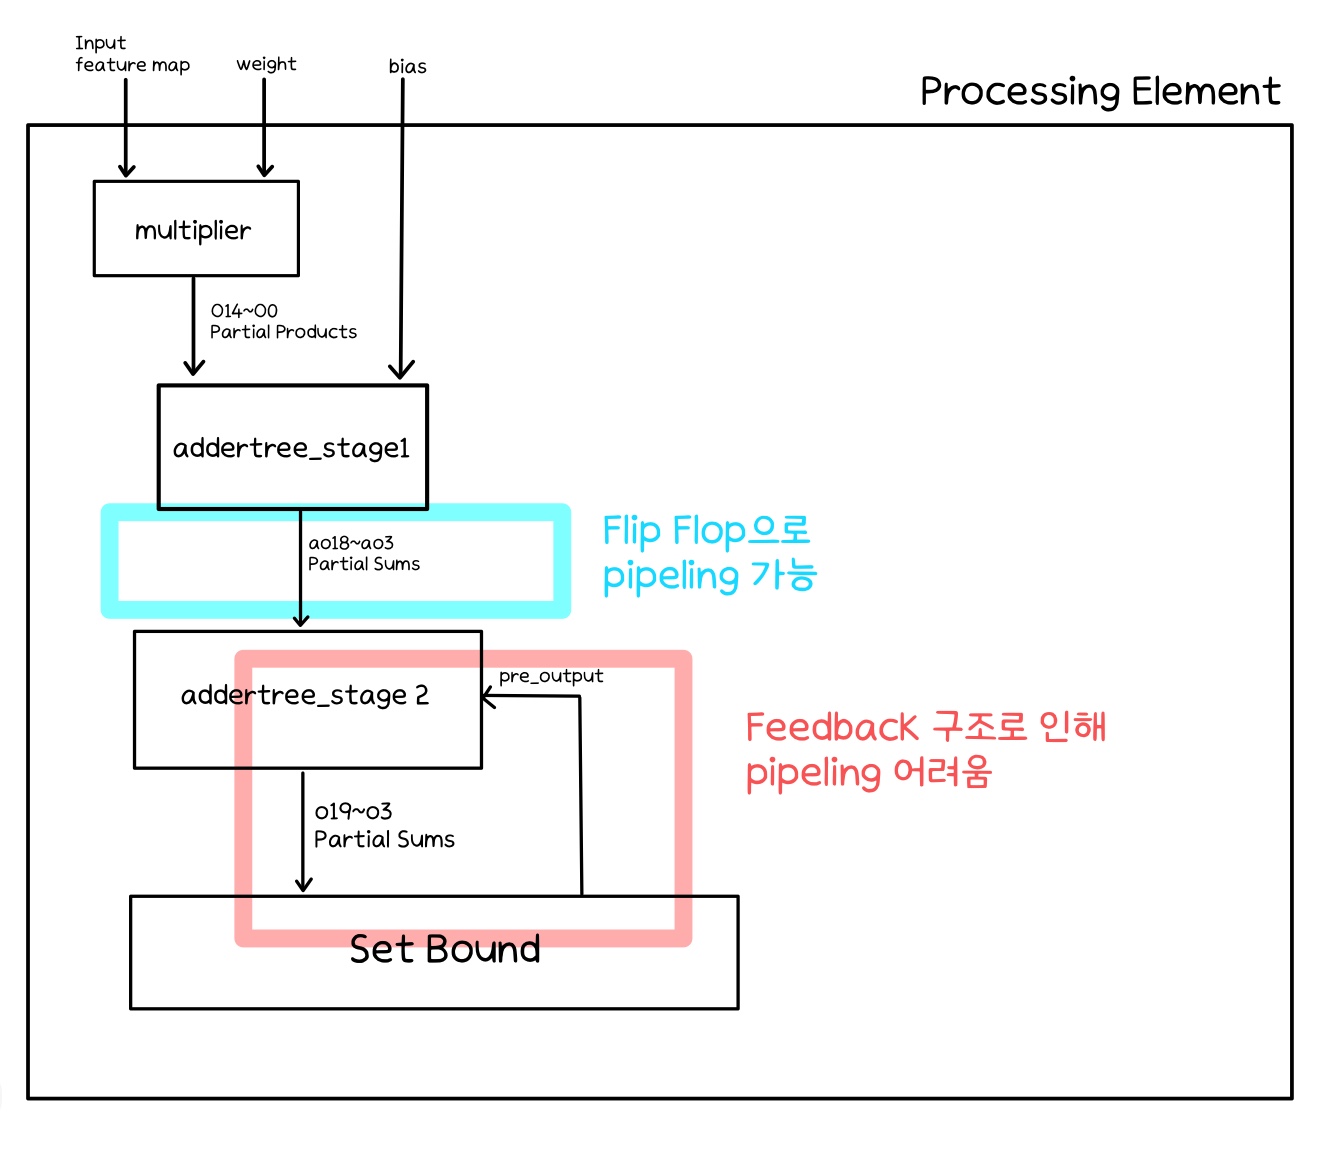 Input
feature map
weight
bias
Processing Element
multiplier
O14~O0
Partial Products
addertree_stage1
ao18~ao3
Partial Sums
Flip Flop으로
pipeling 가능
addertree_stage 2
pre_output
Feedback 구조로 인해
pipeling 어려움
o19~o3
Partial Sums
Set Bound